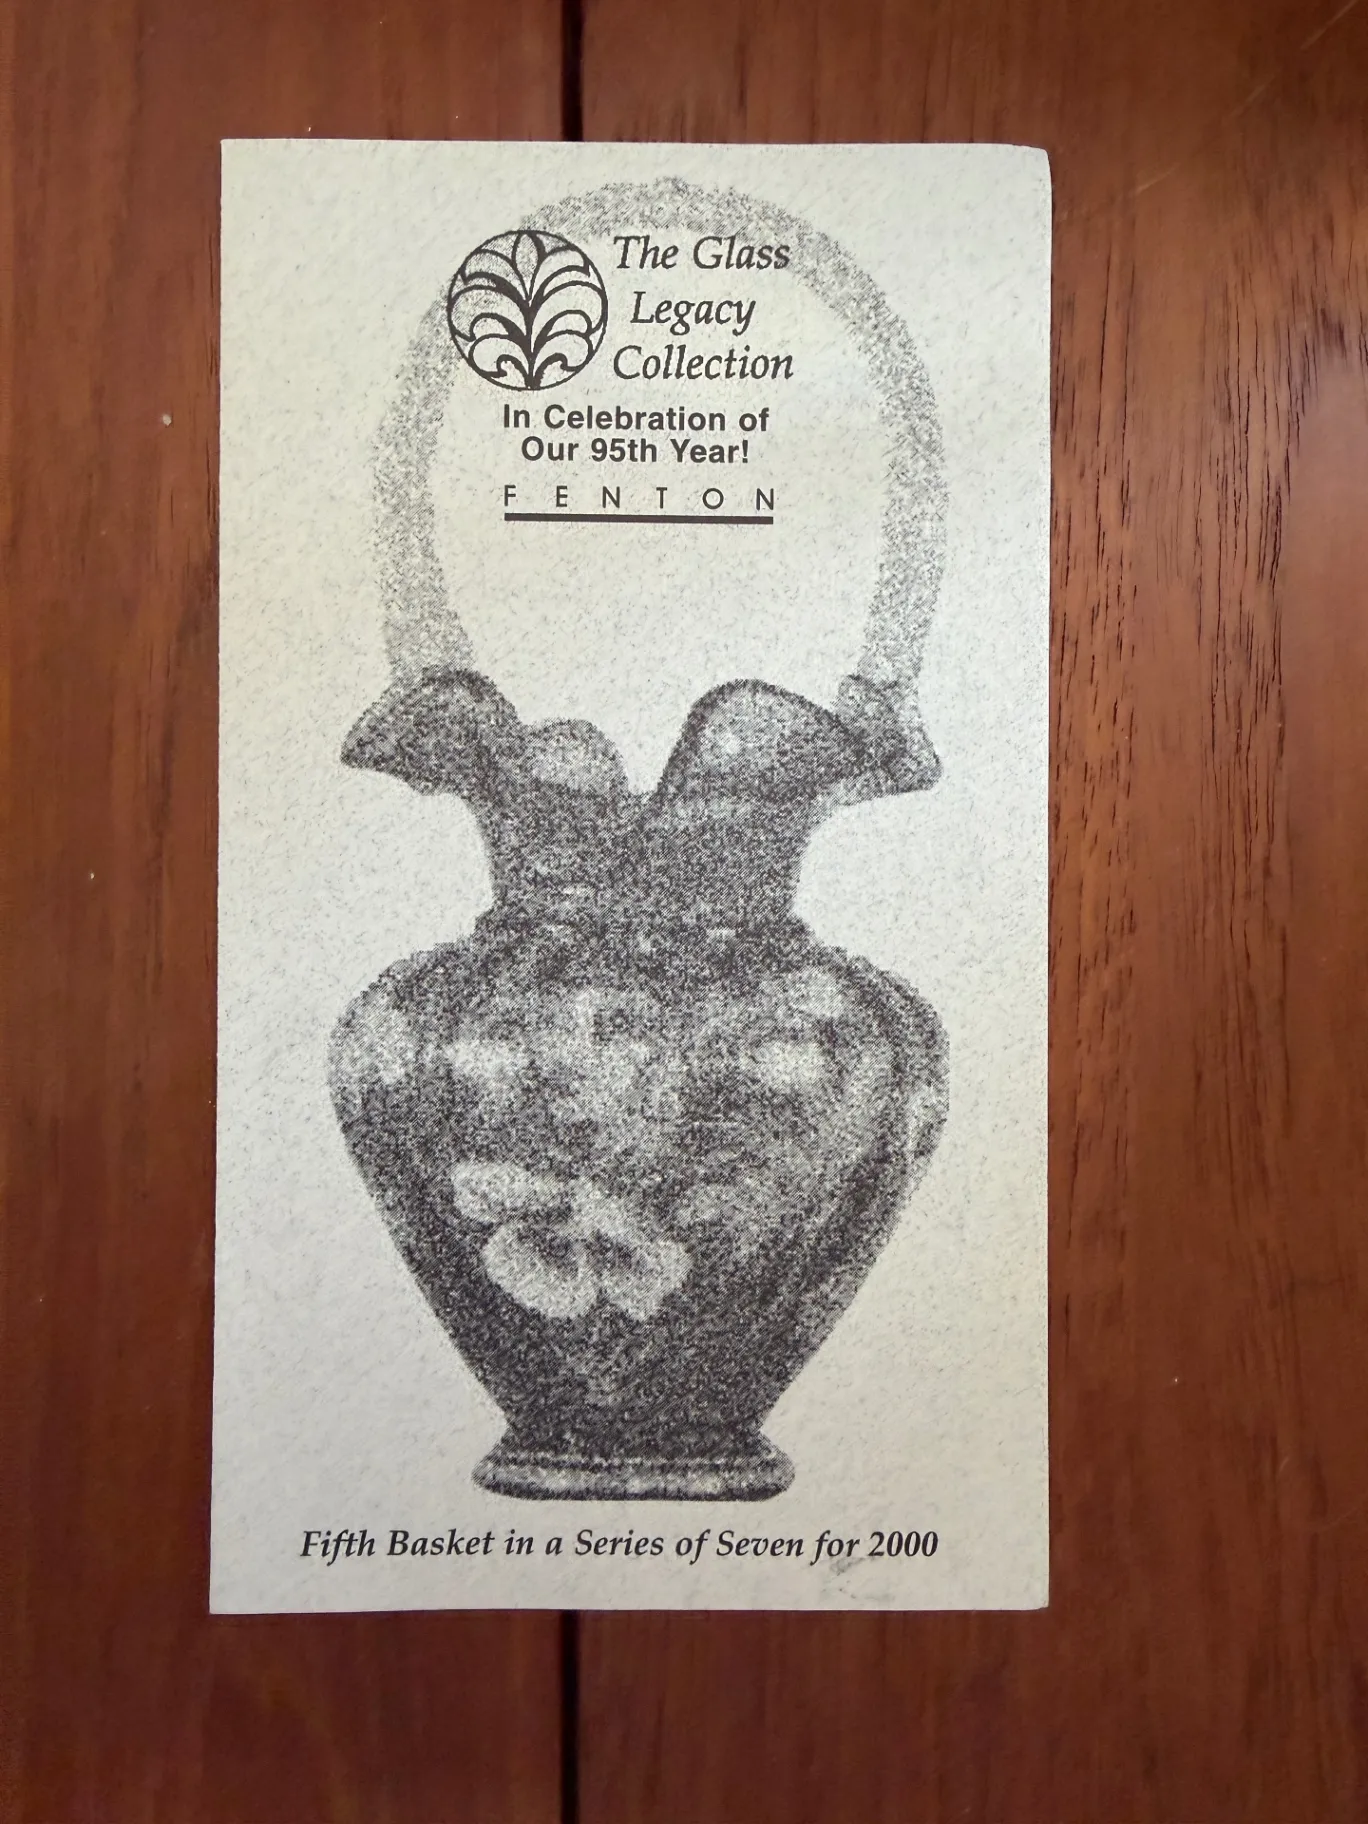 The Glass
Legacy
Collection
In Celebration of
Our 95th Year!
FENTON
Fifth Basket in a Series of Seven for 2000